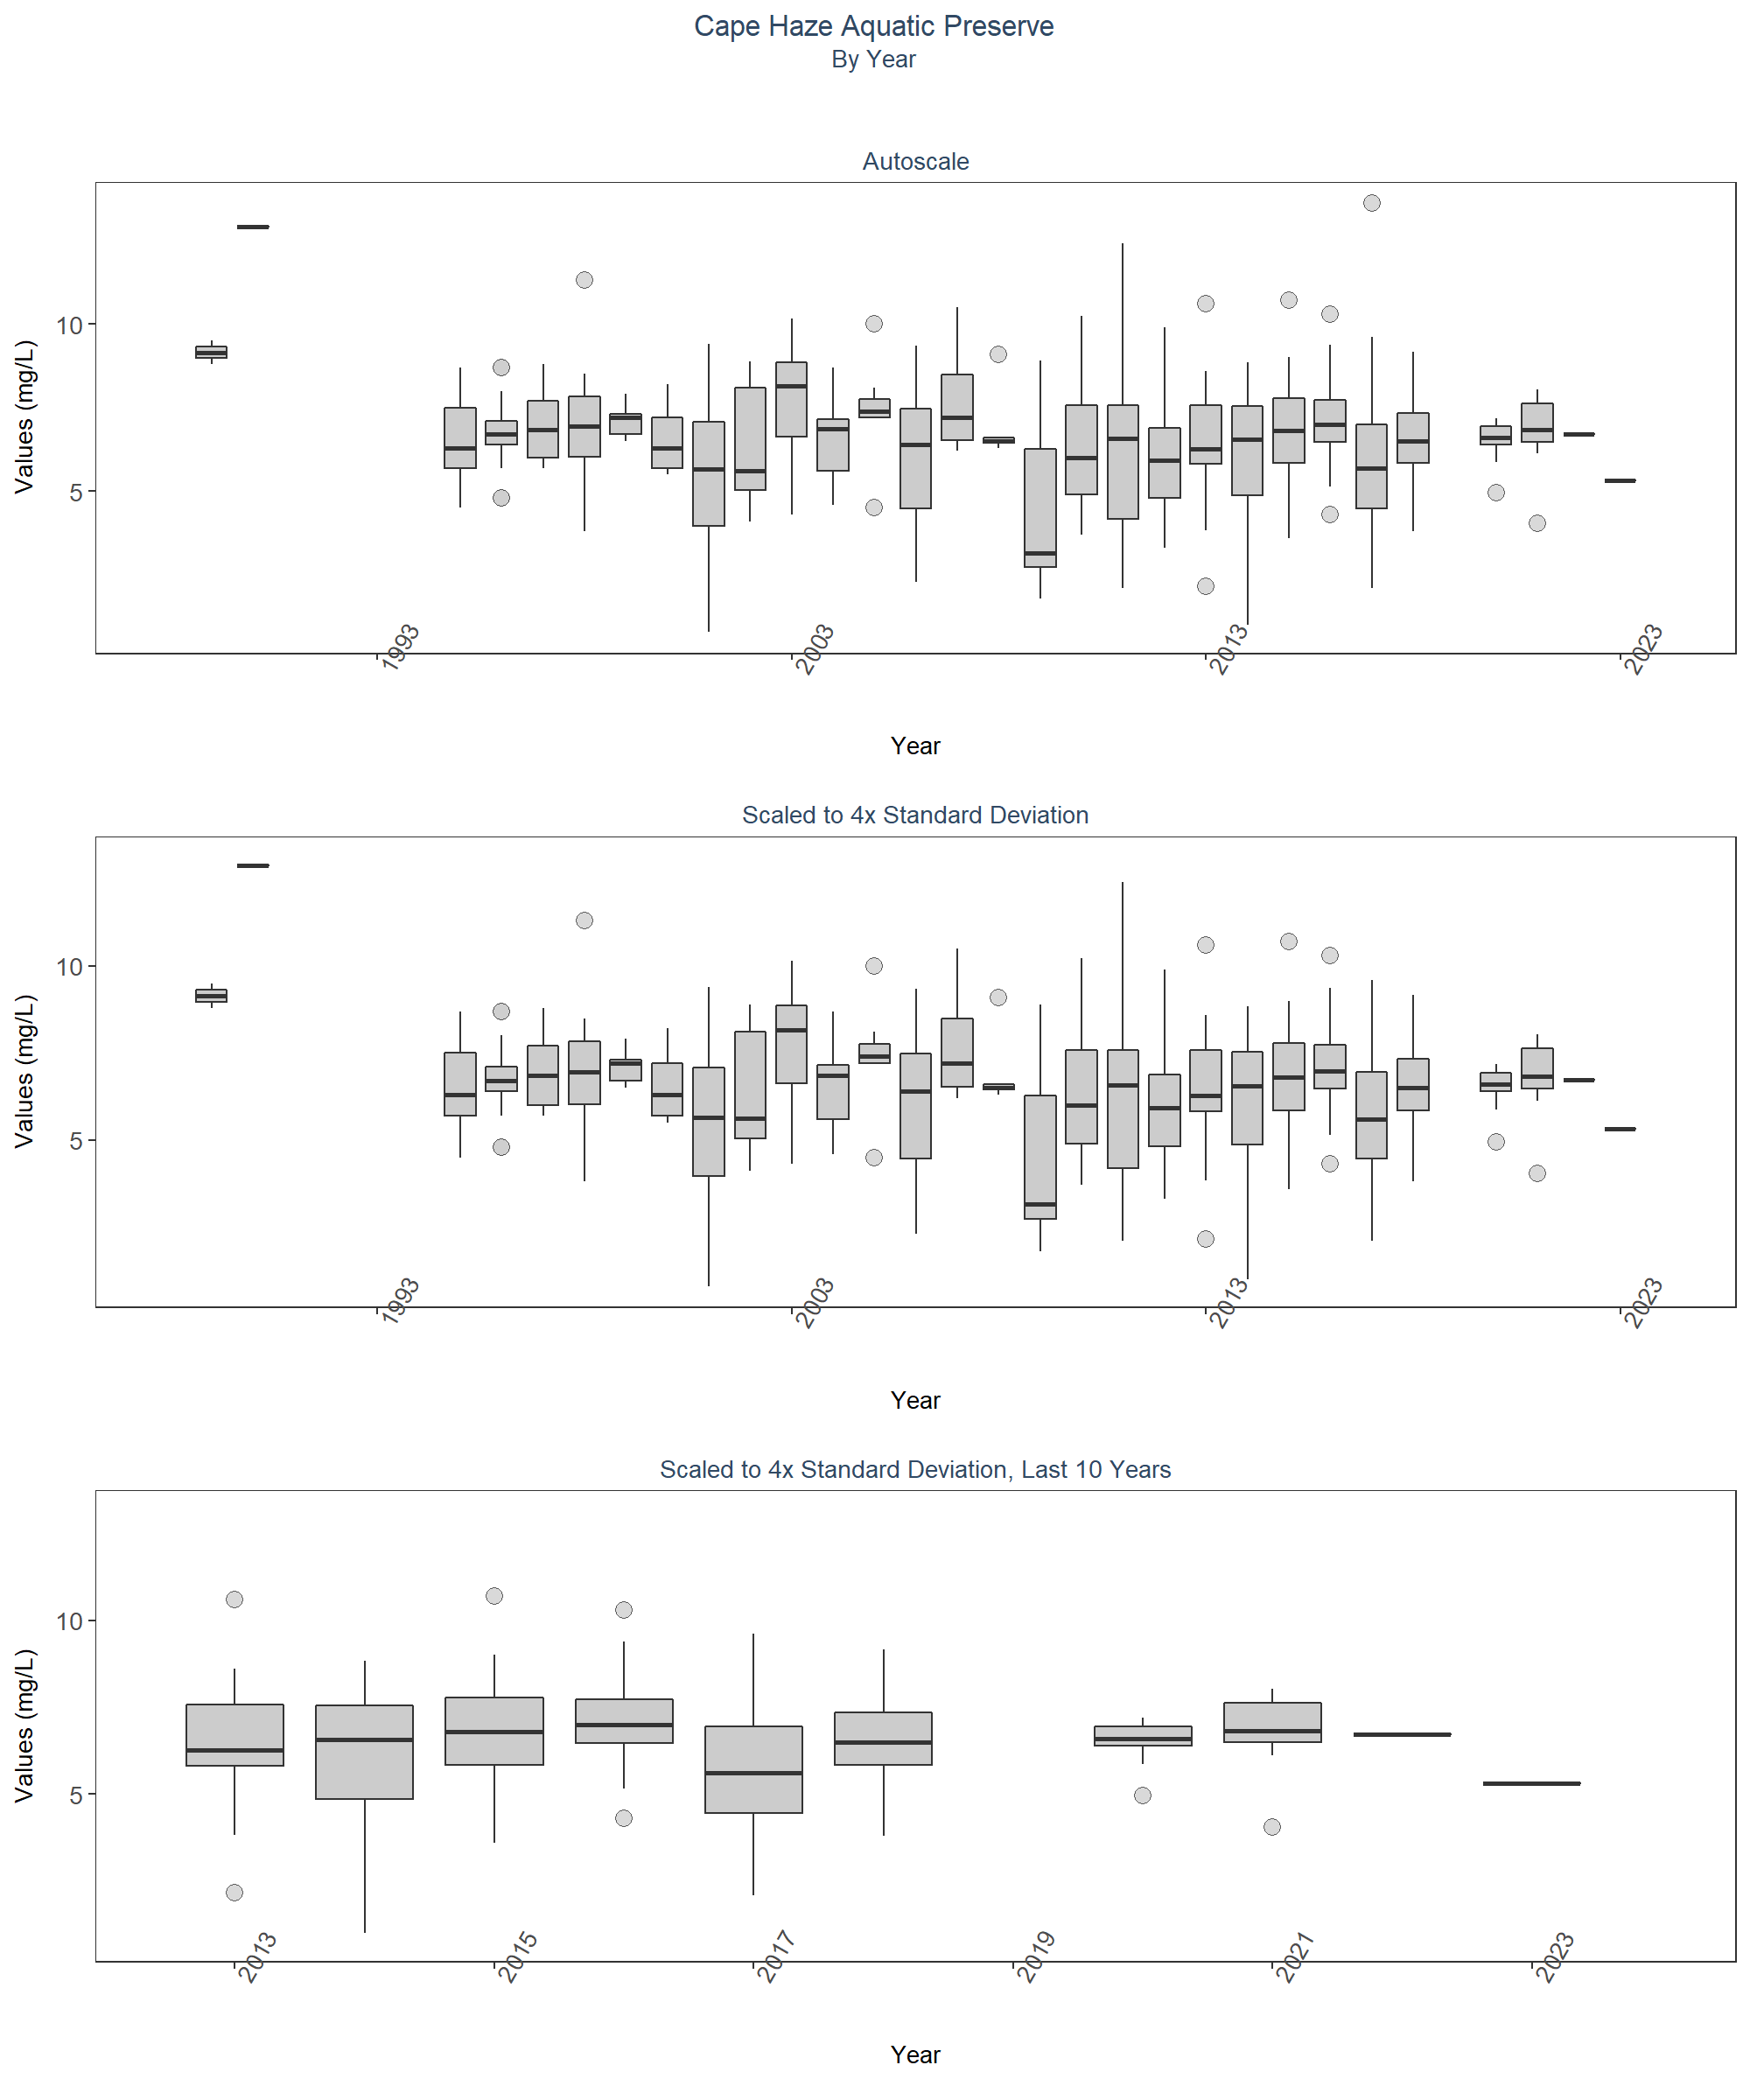 Cape Haze Aquatic Preserve
By Year
Autoscale
Values (mg/L)
10
5
1993
2003
2013
2023
Year
Scaled to 4x Standard Deviation
Values (mg/L)
10
5
1993
2003
2013
2023
Year
Scaled to 4x Standard Deviation, Last 10 Years
Values (mg/L)
10
5
2013
2015
2017
2019
2021
2023
Year